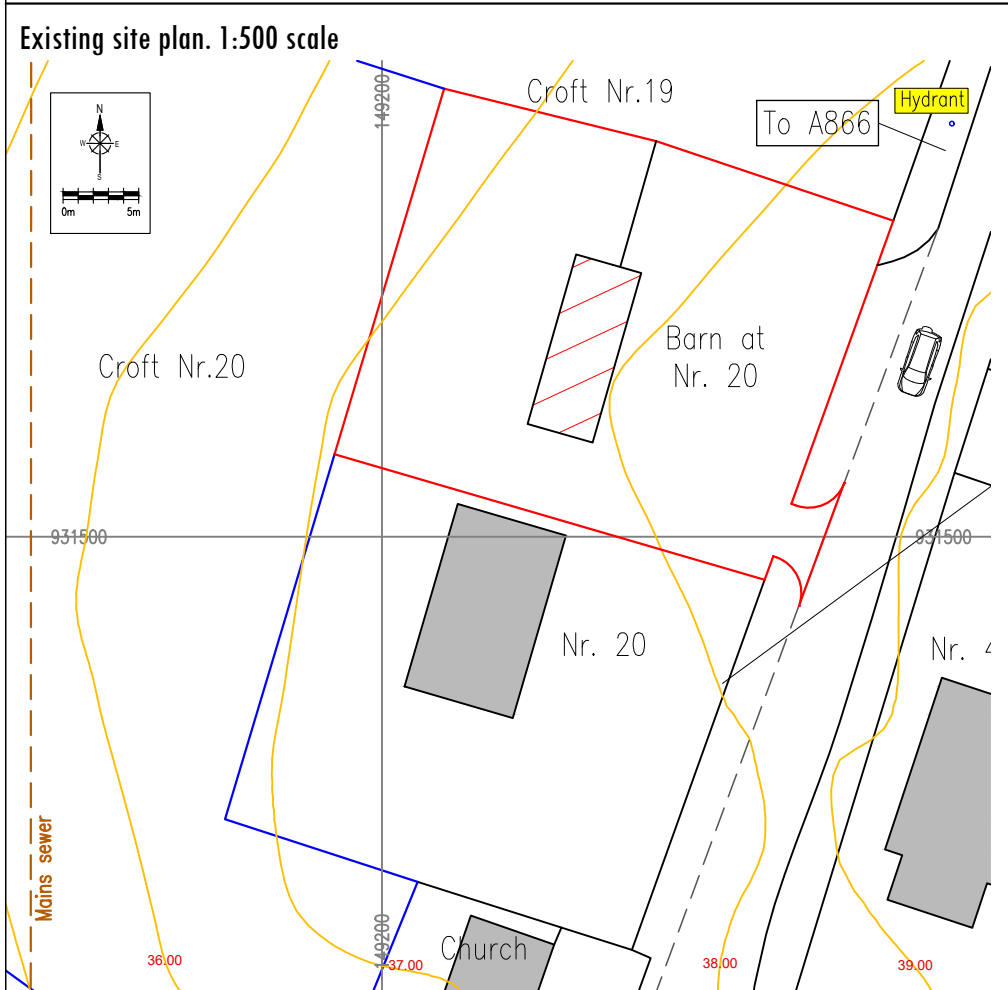 Existing site plan. 1:500 scale
N
W
E
S
0m
5m
149200
Croft Nr.19
To A866
Hydrant
Croft Nr.20
Barn at
Nr. 20
931500
931500
Nr. 20
Nr.
Mains sewer
149200
Church
36.00
37.00
38.00
39.00